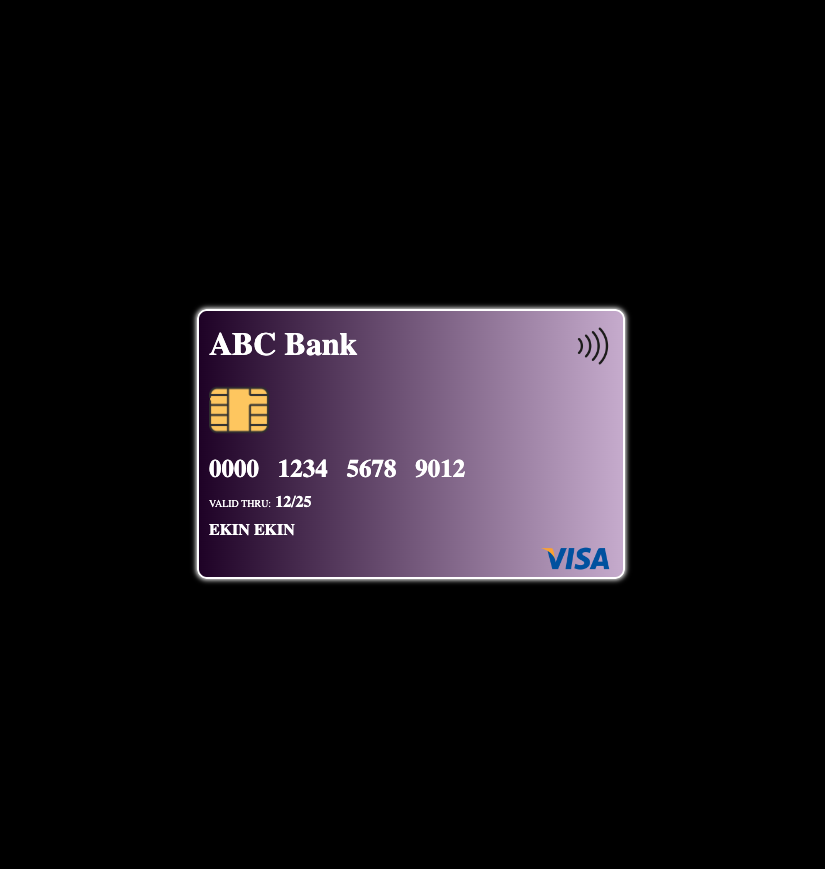 ABC Bank
0000 1234 5678 9012
VALID THRU: 12/25
EKIN EKIN
VISA